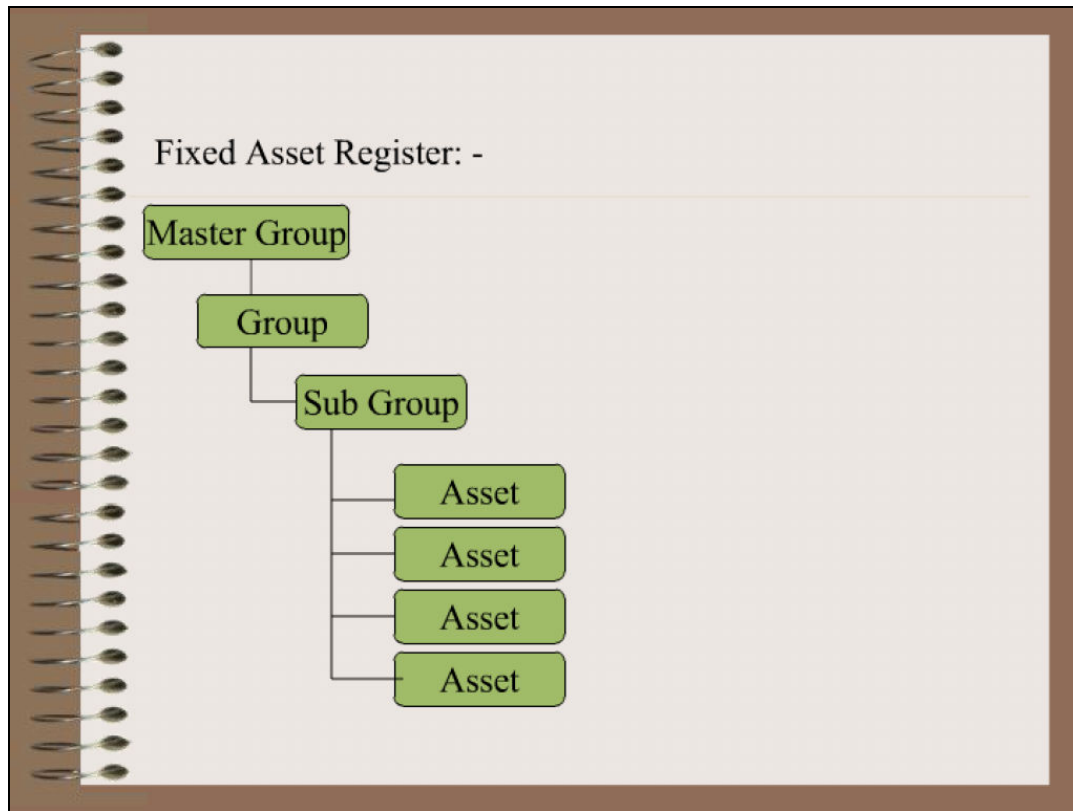 Fixed Asset Register: -
Master Group
Group
Sub Group
Asset
Asset
Asset
Asset